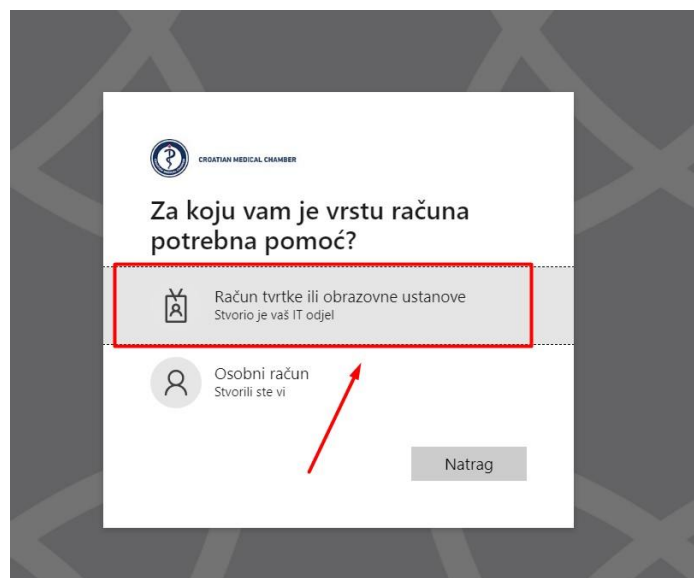 CROATIAN MEDICAL CHAMBER
Za koju vam je vrstu računa
potrebna pomoć?
Račun tvrtke ili obrazovne ustanove
Stvorio je vaš IT odjel
Osobni račun
Stvorili ste vi
Natrag